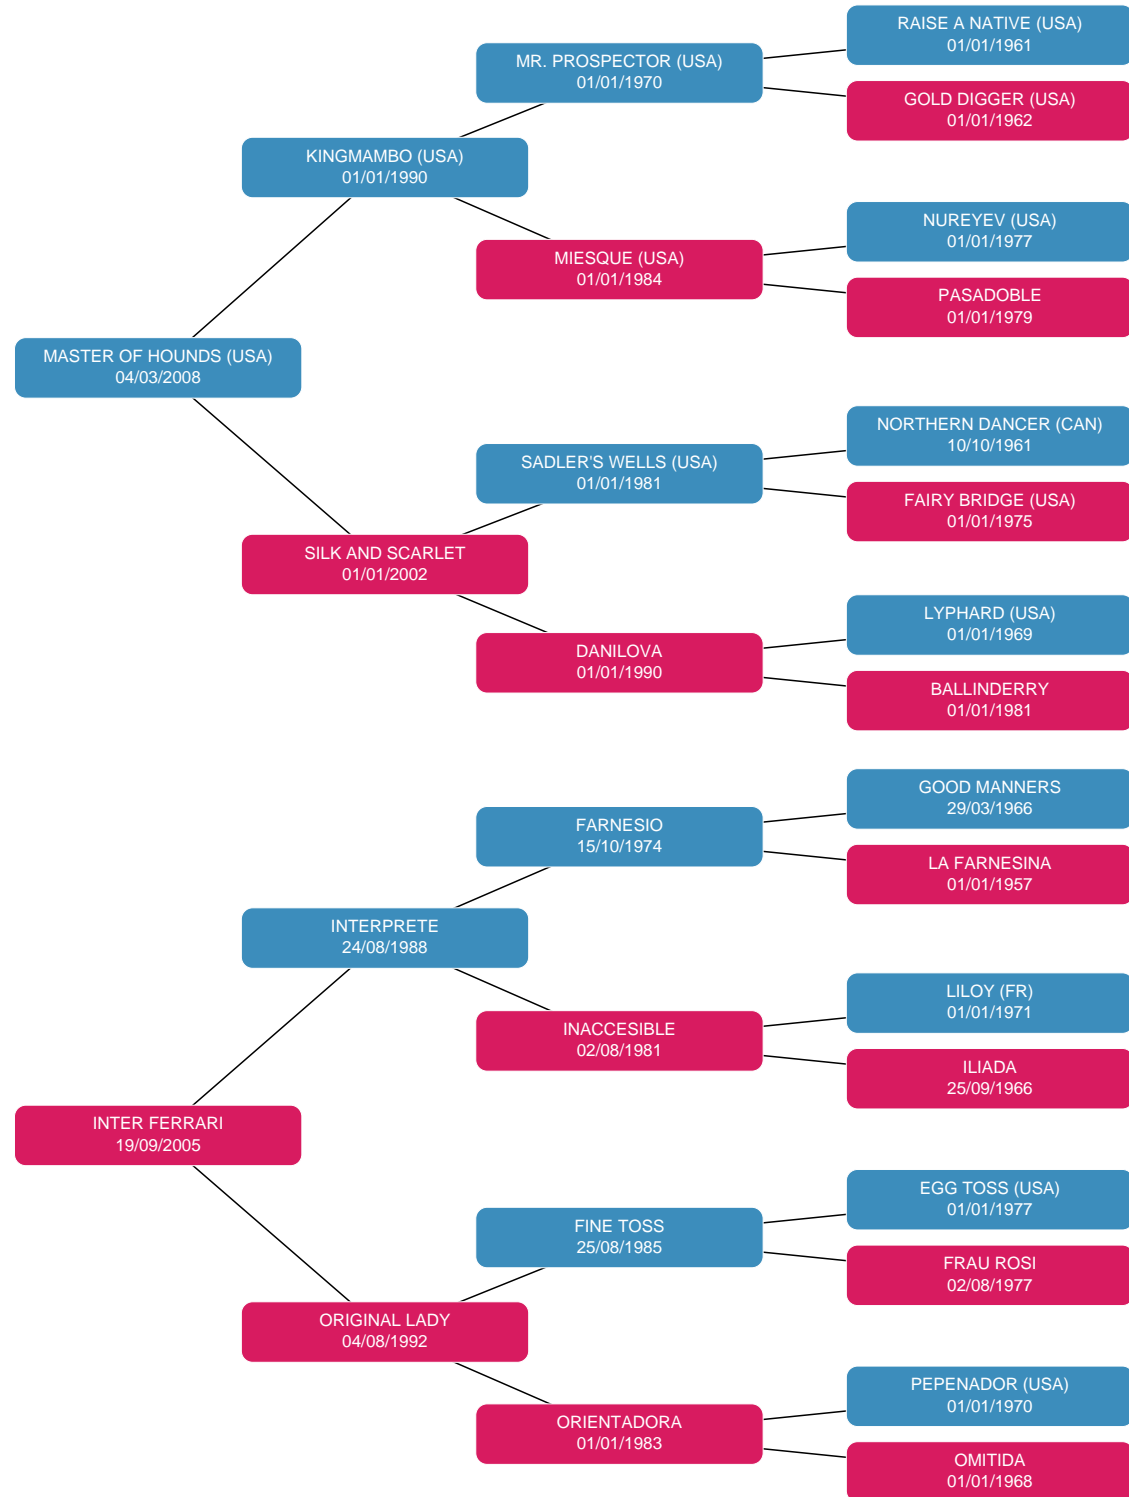 RAISE A NATIVE (USA)
01/01/1961
MR. PROSPECTOR (USA)
01/01/1970
GOLD DIGGER (USA)
01/01/1962
KINGMAMBO (USA)
01/01/1990
NUREYEV (USA)
01/01/1977
MIESQUE (USA)
01/01/1984
PASADOBLE
01/01/1979
MASTER OF HOUNDS (USA)
04/03/2008
NORTHERN DANCER (CAN)
10/10/1961
SADLER'S WELLS (USA)
01/01/1981
FAIRY BRIDGE (USA)
01/01/1975
SILK AND SCARLET
01/01/2002
LYPHARD (USA)
01/01/1969
DANILOVA
01/01/1990
BALLINDERRY
01/01/1981
GOOD MANNERS
29/03/1966
FARNESIO
15/10/1974
LA FARNESINA
01/01/1957
INTERPRETE
24/08/1988
LILOY (FR)
01/01/1971
INACCESIBLE
02/08/1981
ILIADA
25/09/1966
INTER FERRARI
19/09/2005
EGG TOSS (USA)
01/01/1977
FINE TOSS
25/08/1985
FRAU ROSI
02/08/1977
ORIGINAL LADY
04/08/1992
PEPENADOR (USA)
01/01/1970
ORIENTADORA
01/01/1983
OMITIDA
01/01/1968